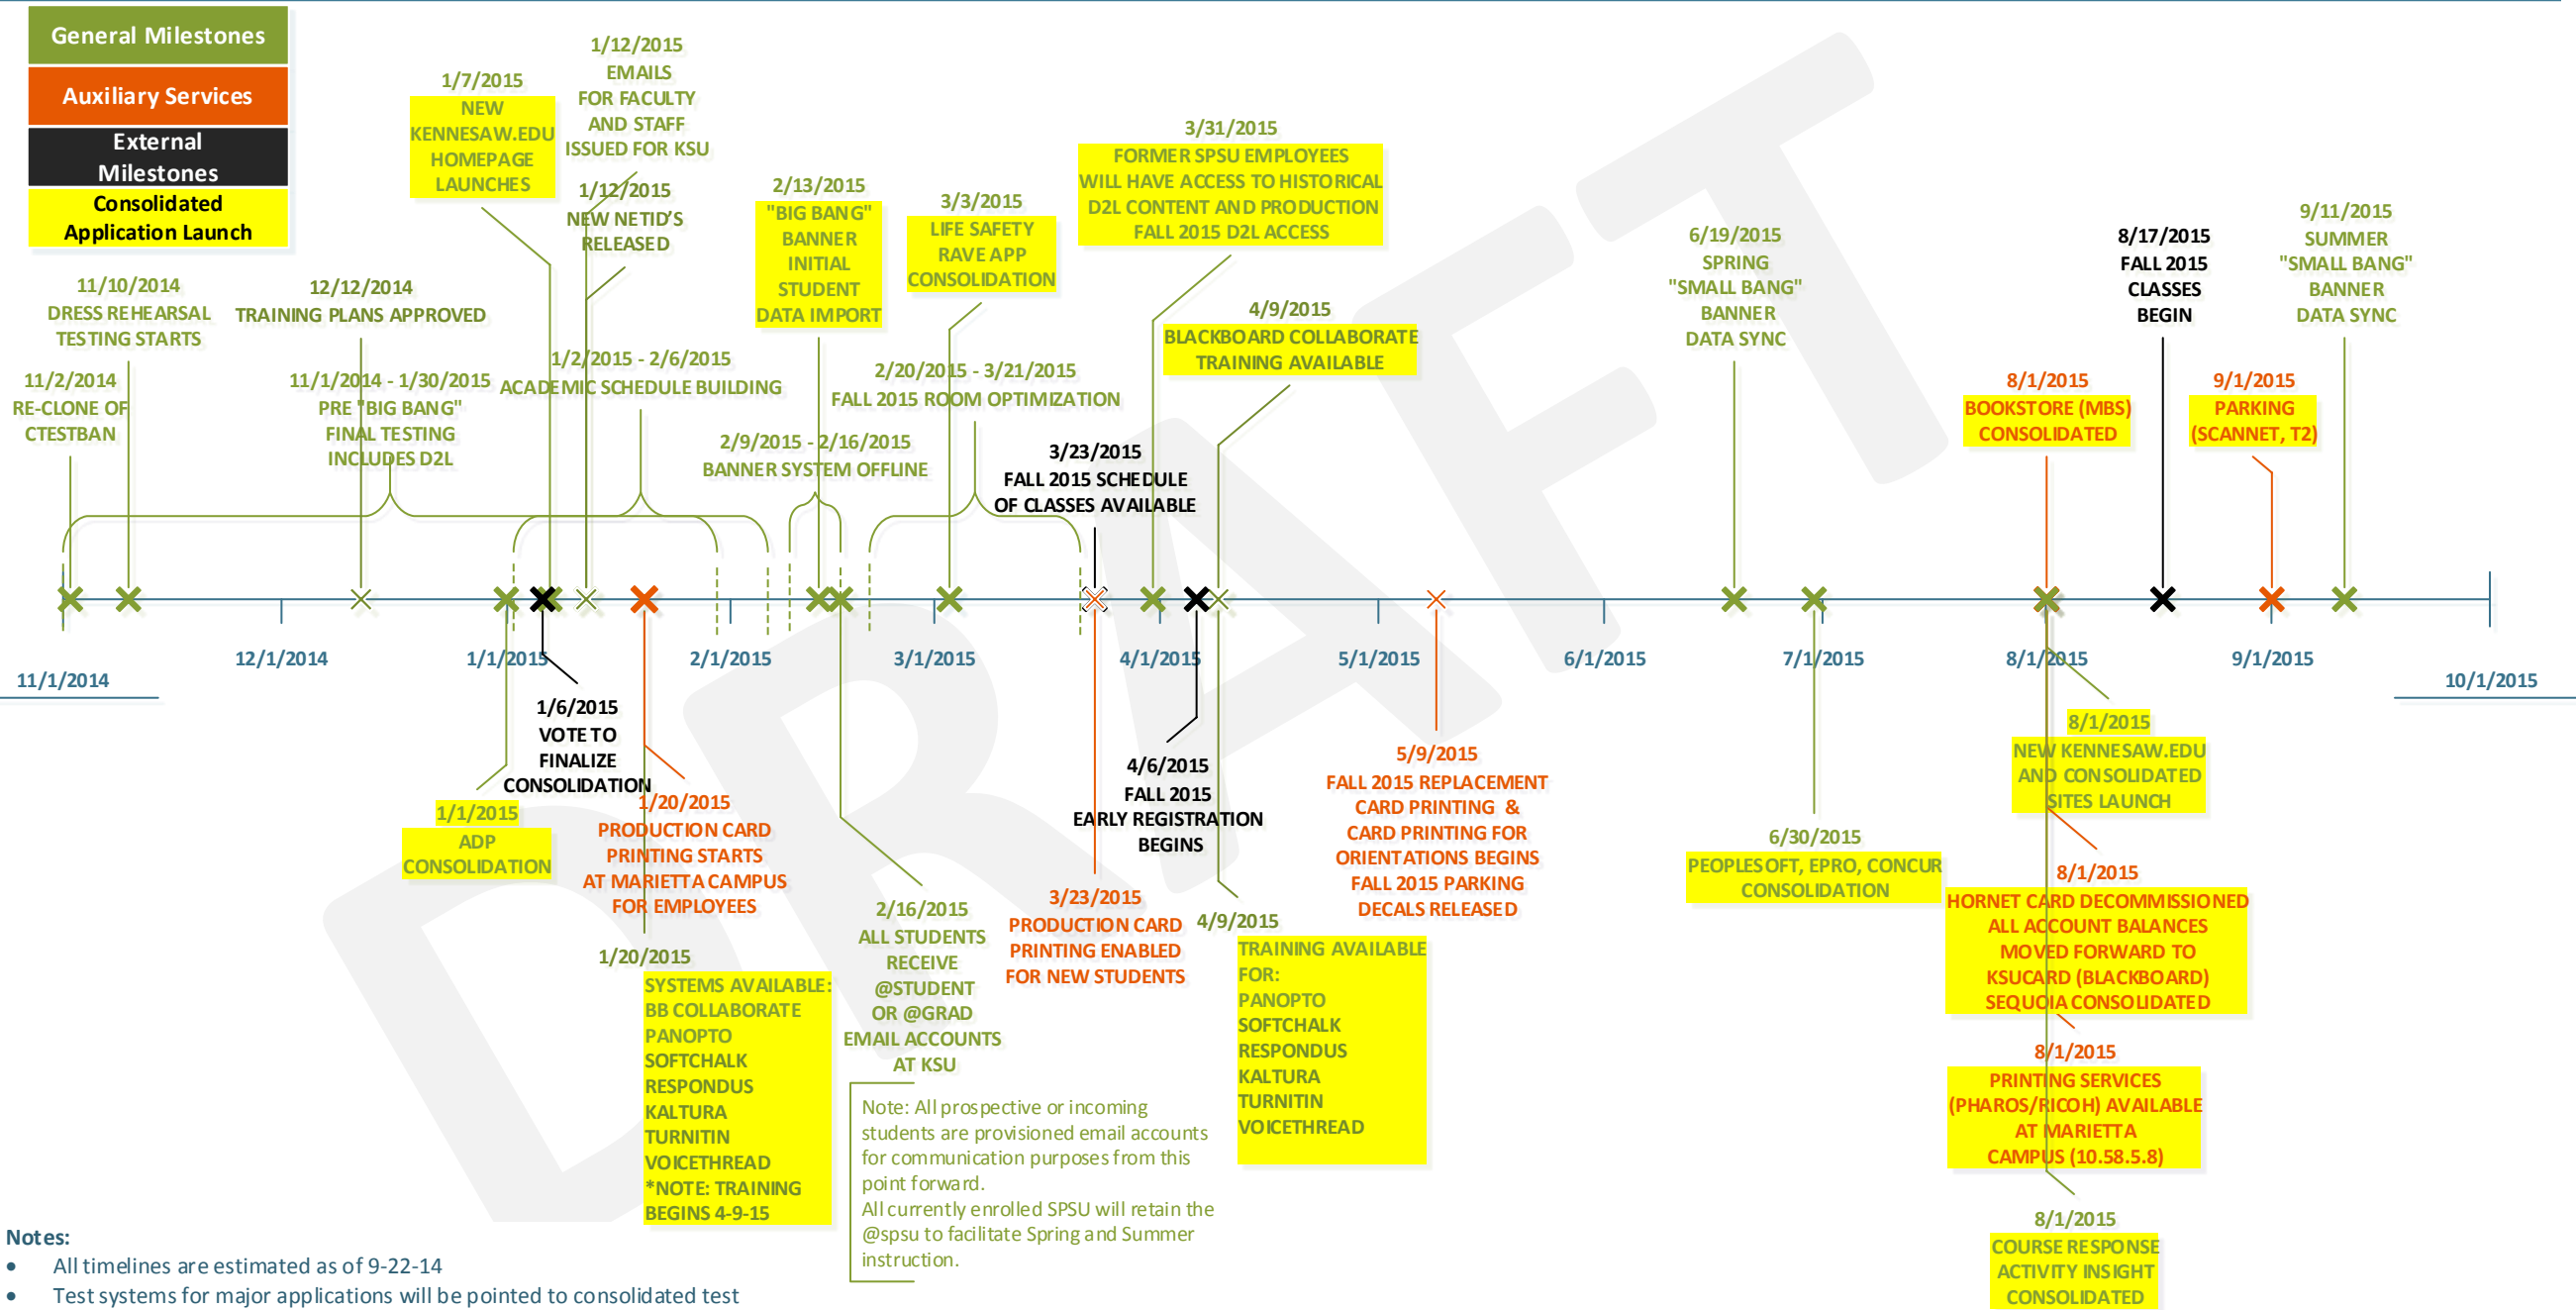 General Milestones
Auxiliary Services
External
Milestones
Consolidated
Application Launch
11/2/2014
RE-CLONE OF
CTESTBAN
11/10/2014
DRESS REHEARSAL
TESTING STARTS
12/12/2014
TRAINING PLANS APPROVED
11/1/2014 - 1/30/2015
PRE "BIG BANG"
FINAL TESTING
INCLUDES D2L
1/7/2015
NEW
KENNESAW.EDU
HOMEPAGE
LAUNCHES
1/12/2015
EMAILS
FOR FACULTY
AND STAFF
ISSUED FOR KSU
1/12/2015
NEW NETID'S
RELEASED
1/2/2015 - 2/6/2015
ACADEMIC SCHEDULE BUILDING
2/13/2015
"BIG BANG"
BANNER
INITIAL
STUDENT
DATA IMPORT
2/9/2015 - 2/16/2015
BANNER SYSTEM OFFLINE
3/3/2015
LIFE SAFETY
RAVE APP
CONSOLIDATION
2/20/2015 - 3/21/2015
FALL 2015 ROOM OPTIMIZATION
3/23/2015
FALL 2015 SCHEDULE
OF CLASSES AVAILABLE
3/31/2015
FORMER SPSU EMPLOYEES
WILL HAVE ACCESS TO HISTORICAL
D2L CONTENT AND PRODUCTION
FALL 2015 D2L ACCESS
4/9/2015
BLACKBOARD COLLABORATE
TRAINING AVAILABLE
6/19/2015
SPRING
"SMALL BANG"
BANNER
DATA SYNC
8/1/2015
BOOKSTORE (MBS)
CONSOLIDATED
8/17/2015
FALL 2015
CLASSES
BEGIN
9/1/2015
PARKING
(SCANNET, T2)
9/11/2015
SUMMER
"SMALL BANG"
BANNER
DATA SYNC
11/1/2014
12/1/2014
1/1/2015
2/1/2015
3/1/2015
4/1/2015
5/1/2015
6/1/2015
7/1/2015
8/1/2015
9/1/2015
10/1/2015
1/1/2015
ADP
CONSOLIDATION
1/6/2015
VOTE TO
FINALIZE
CONSOLIDATION
1/20/2015
PRODUCTION CARD
PRINTING STARTS
AT MARIETTA CAMPUS
FOR EMPLOYEES
1/20/2015
SYSTEMS AVAILABLE:
BB COLLABORATE
PANOPTO
SOFTCHALK
RESPONDUS
KALTURA
TURNITIN
VOICETHREAD
*NOTE: TRAINING
BEGINS 4-9-15
2/16/2015
ALL STUDENTS
RECEIVE
@STUDENT
OR @GRAD
EMAIL ACCOUNTS
AT KSU
Note: All prospective or incoming
students are provisioned email accounts
for communication purposes from this
point forward.
All currently enrolled SPSU will retain the
@spsu to facilitate Spring and Summer
instruction.
3/23/2015
PRODUCTION CARD
PRINTING ENABLED
FOR NEW STUDENTS
4/6/2015
FALL 2015
EARLY REGISTRATION
BEGINS
4/9/2015
TRAINING AVAILABLE
FOR:
PANOPTO
SOFTCHALK
RESPONDUS
KALTURA
TURNITIN
VOICETHREAD
5/9/2015
FALL 2015 REPLACEMENT
CARD PRINTING &
CARD PRINTING FOR
ORIENTATIONS BEGINS
FALL 2015 PARKING
DECALS RELEASED
6/30/2015
PEOPLESOFT, EPRO, CONCUR
CONSOLIDATION
8/1/2015
NEW KENNESAW.EDU
AND CONSOLIDATED
SITES LAUNCH
8/1/2015
HORNET CARD DECOMMISSIONED
ALL ACCOUNT BALANCES
MOVED FORWARD TO
KSUCARD (BLACKBOARD)
SEQUOIA CONSOLIDATED
8/1/2015
PRINTING SERVICES
(PHAROS/RICOH) AVAILABLE
AT MARIETTA
CAMPUS (10.58.5.8)
8/1/2015
COURSE RESPONSE
ACTIVITY INSIGHT
CONSOLIDATED
Notes:
• All timelines are estimated as of 9-22-14
• Test systems for major applications will be pointed to consolidated test
DRAFT